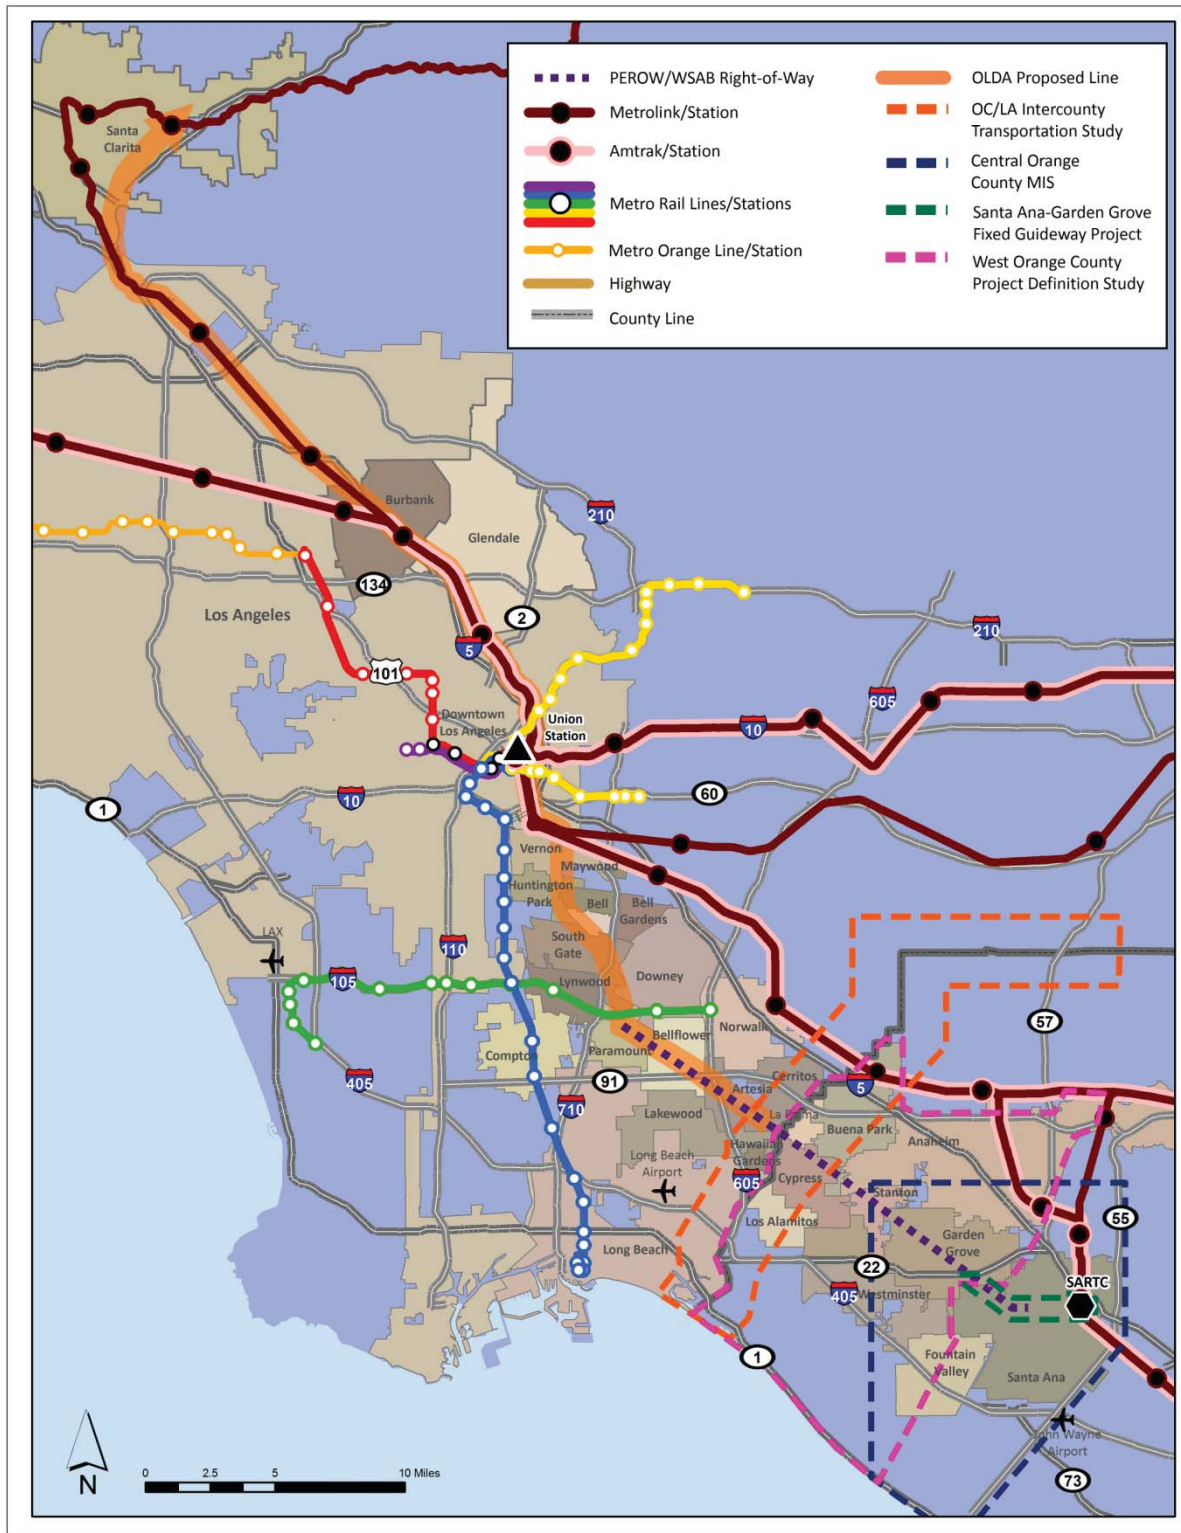 PEROW/WSAB Right-of-Way
Metrolink/Station
Amtrak/Station
Metro Rail Lines/Stations
Metro Orange Line/Station
Highway
County Line
OLDA Proposed Line
OC/LA Intercounty
Transportation Study
Central Orange
County MIS
Santa Ana-Garden Grove
Fixed Guideway Project
West Orange County
Project Definition Study
Santa
Clarita
Burbank
Glendale
210
134
Los Angeles
2
5
101
210
605
Downtown
Los Angeles
Union
Station
10
1
10
60
Vernon
Maywood
Huntington
Park
Bell
Bell
Gardens
LAX
110
South
Gate
Downey
105
Lynwood
57
Norwalk
Bellflower
Compton
Paramount
405
91
Cerritos
5
Artesia
710
Lakewood
La Palma
Buena Park
Anaheim
Hawaiian
Gardens
Long Beach
Airport
605
Cypress
Stanton
Los Alamitos
55
Long Beach
Garden
Grove
22
SARTC
405
Westminster
1
Fountain
Valley
Santa Ana
John Wayne
Airport
73
N
0
2.5
5
10 Miles